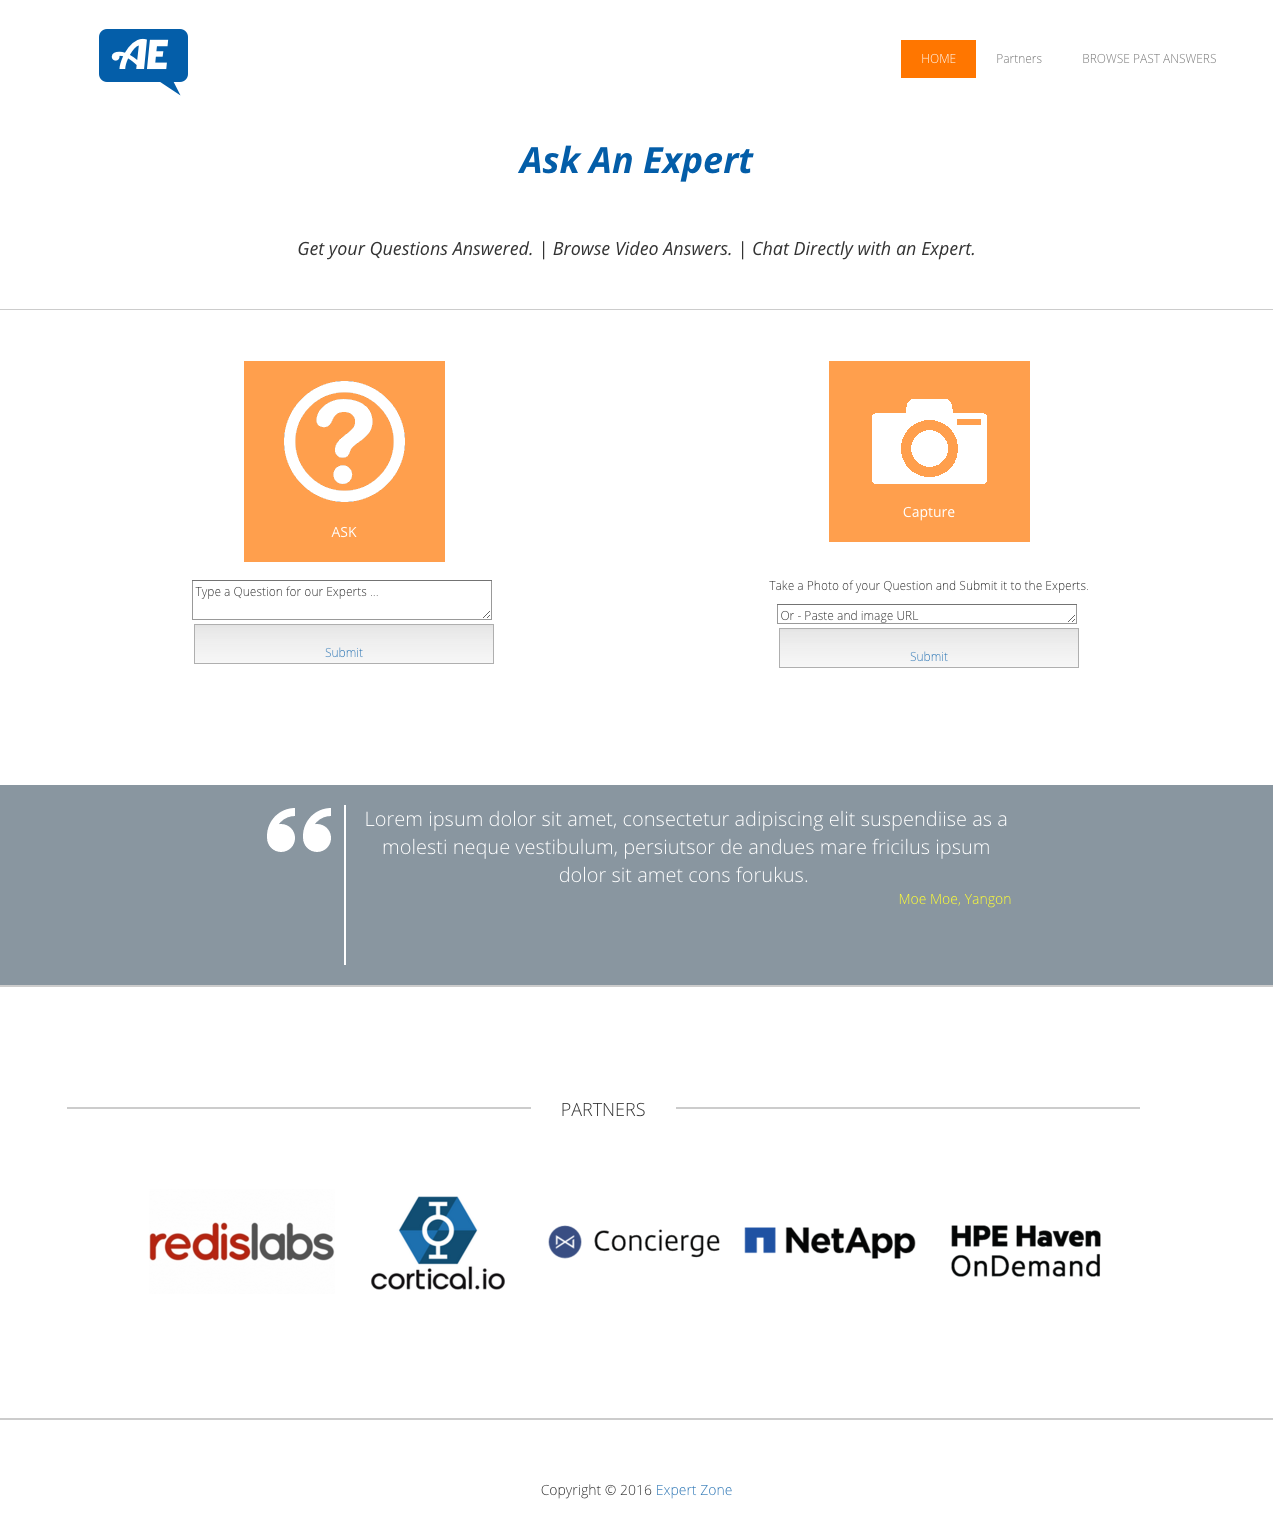 AE
HOME
Partners
BROWSE PAST ANSWERS
Ask An Expert
Get your Questions Answered. | Browse Video Answers. | Chat Directly with an Expert.
ASK
Type a Question for our Experts ...
Submit
Capture
Take a Photo of your Question and Submit it to the Experts.
Or - Paste and image URL
Submit
Lorem ipsum dolor sit amet, consectetur adipiscing elit suspendiise as a
molesti neque vestibulum, persiutsor de andues mare fricilus ipsum
dolor sit amet cons forukus.
Moe Moe, Yangon
PARTNERS
redislabs
cortical.io
Concierge
NetApp
HPE Haven
OnDemand
Copyright © 2016 Expert Zone